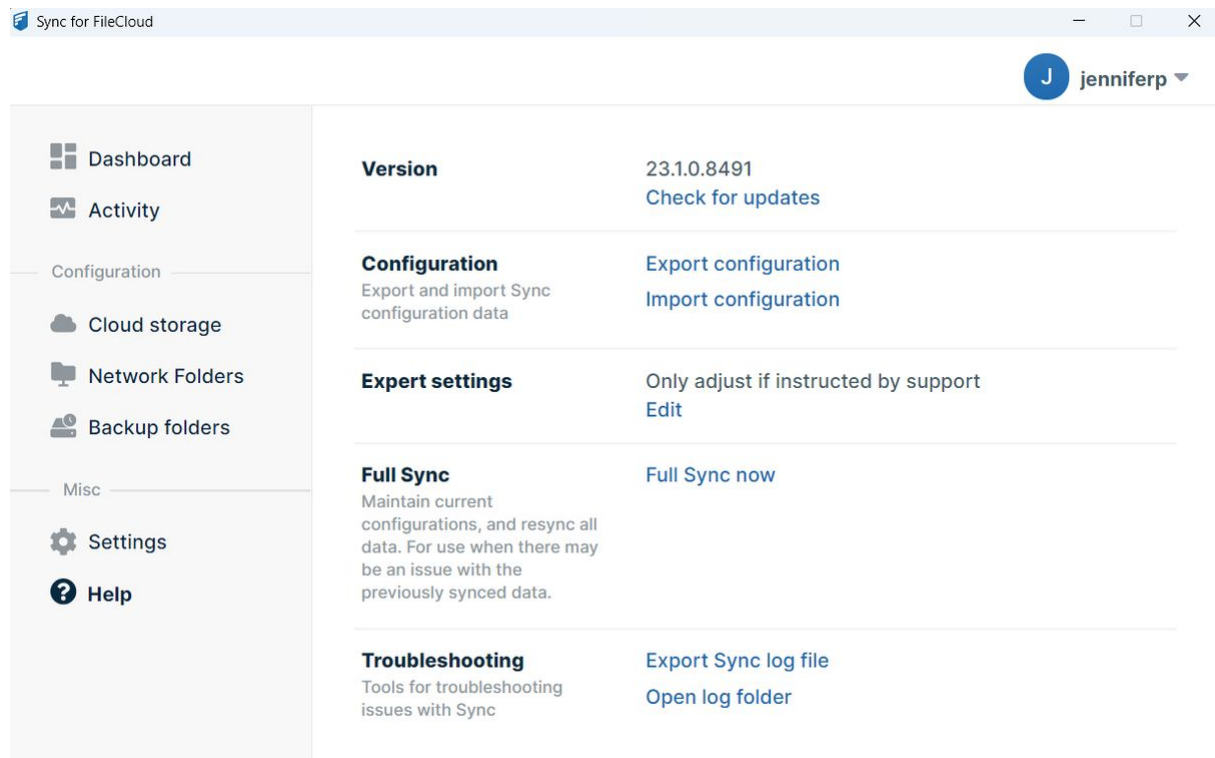 Sync for FileCloud
J jenniferp
Dashboard
Activity
Configuration
Cloud storage
Network Folders
Backup folders
Misc
Settings
Help
Version
23.1.0.8491
Check for updates
Configuration
Export and import Sync
configuration data
Export configuration
Import configuration
Expert settings
Only adjust if instructed by support
Edit
Full Sync
Maintain current
configurations, and resync all
data. For use when there may
be an issue with the
previously synced data.
Full Sync now
Troubleshooting
Tools for troubleshooting
issues with Sync
Export Sync log file
Open log folder